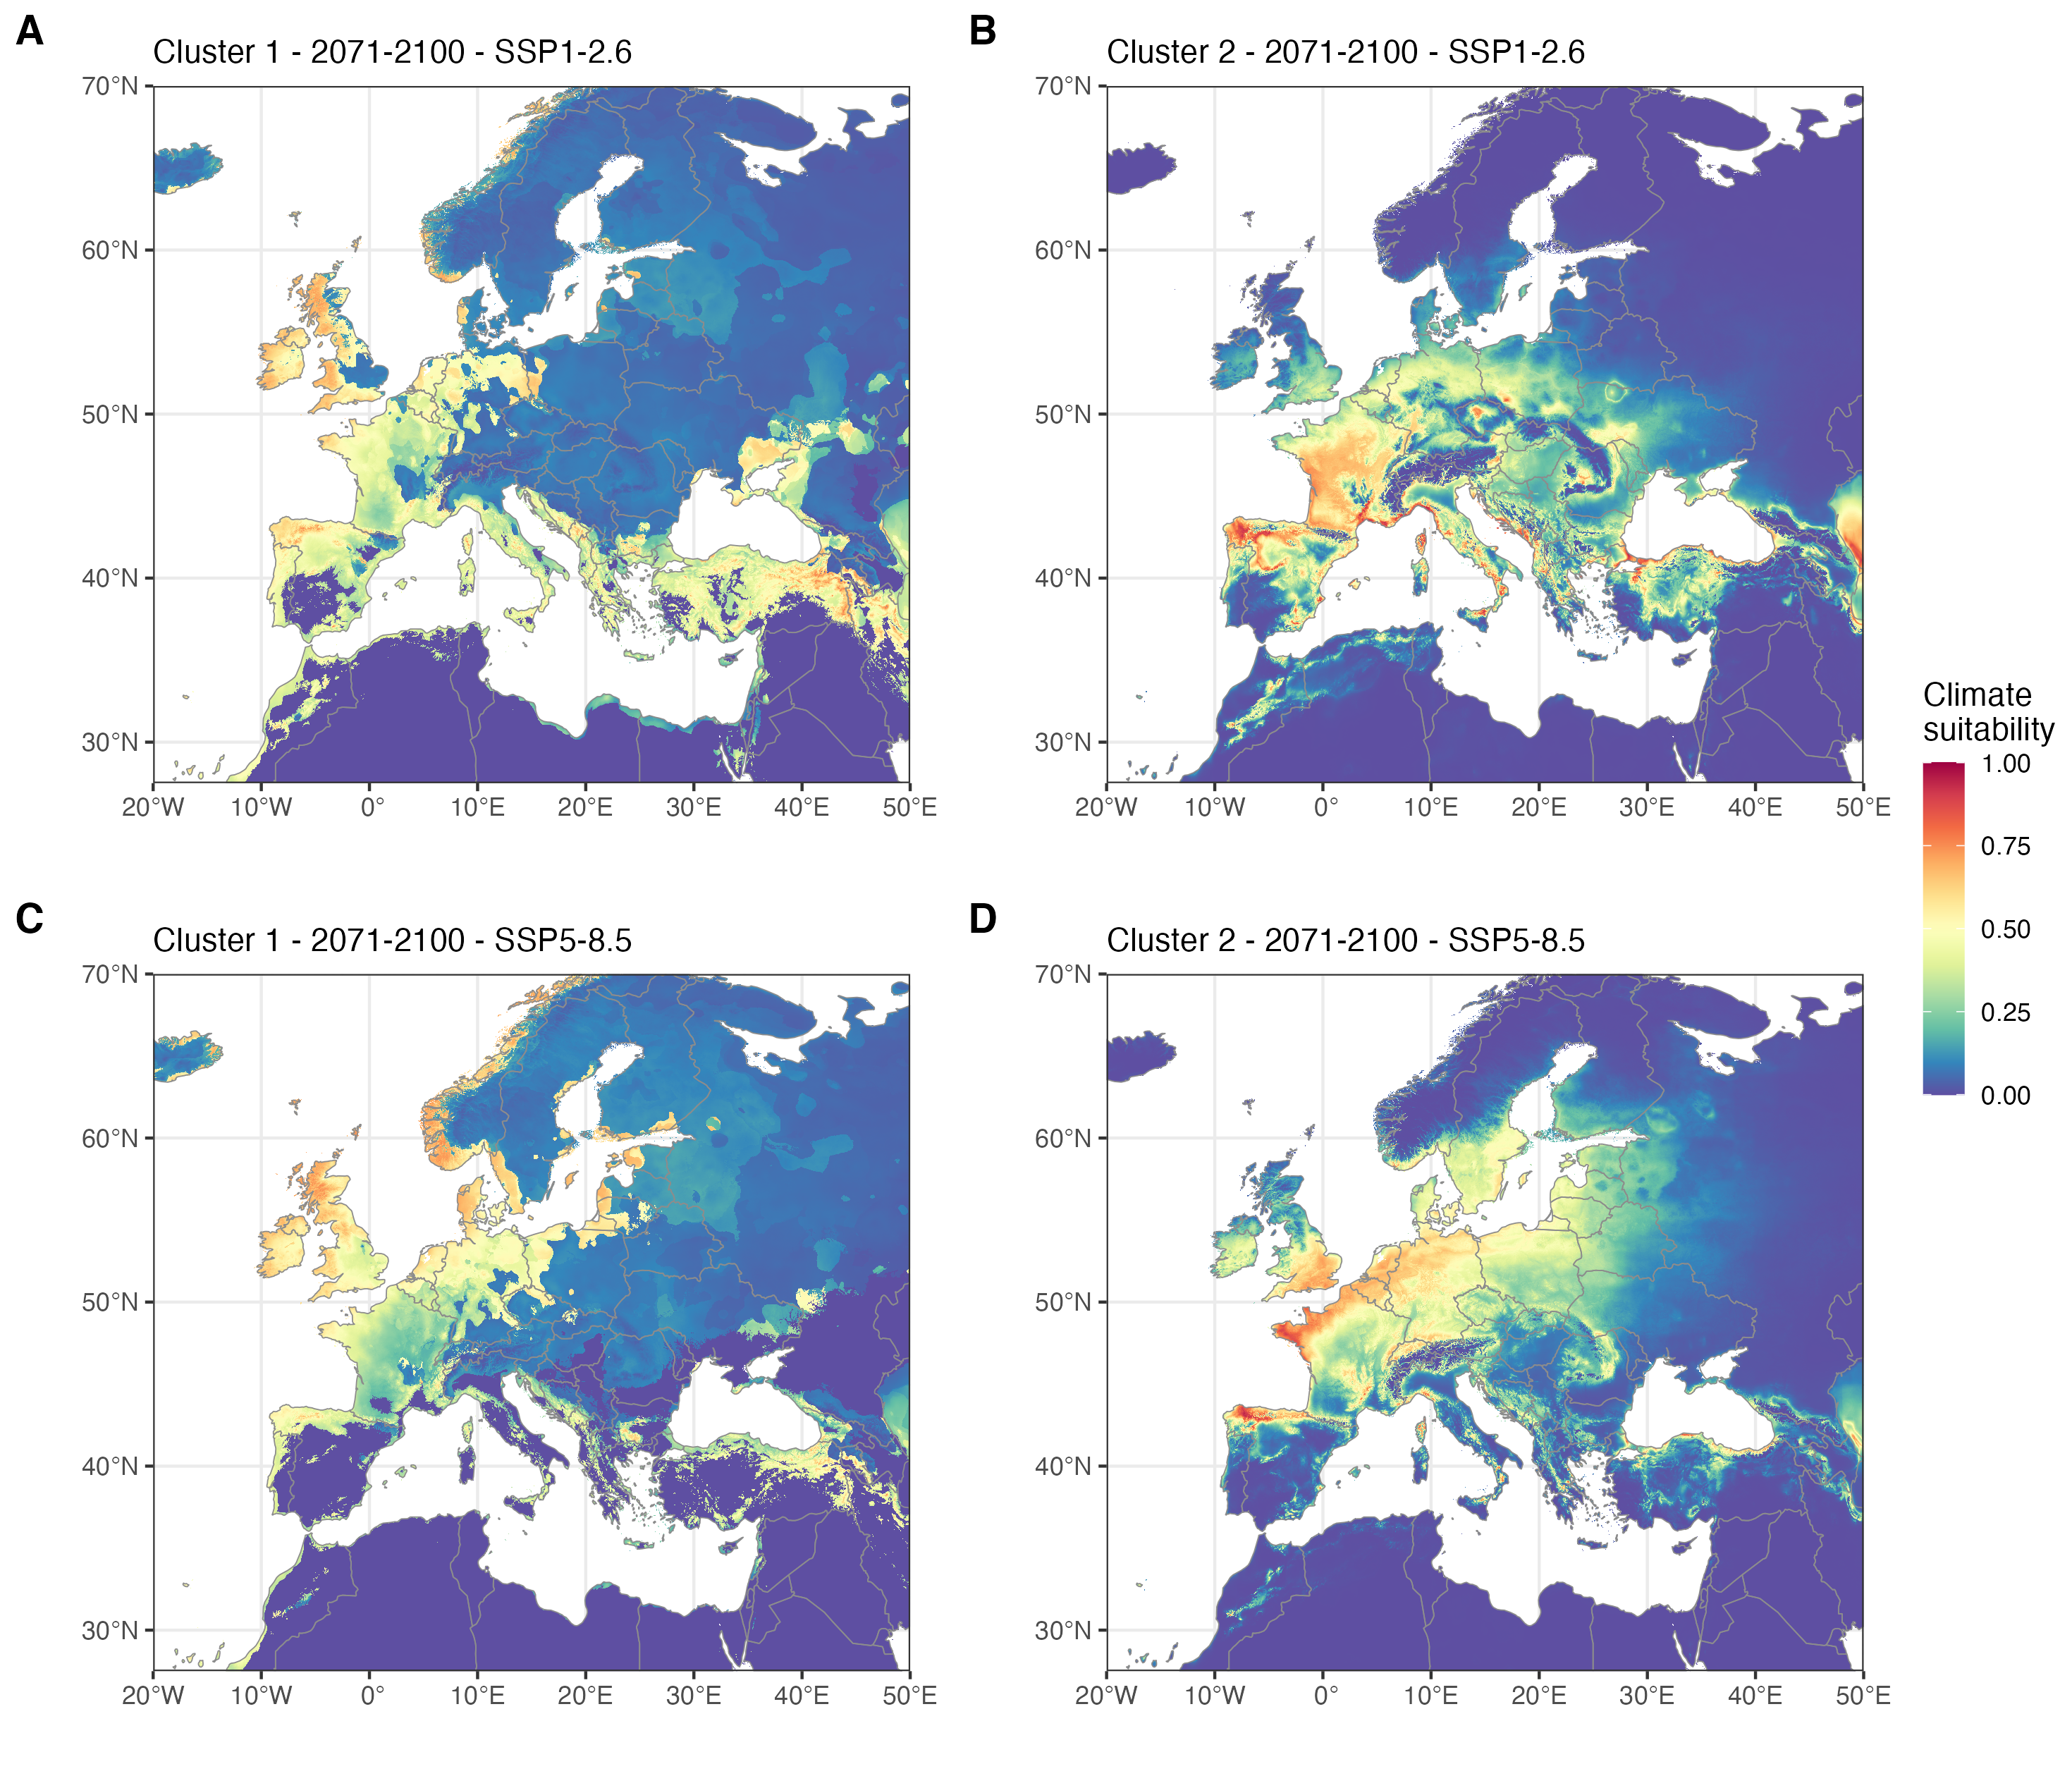 A
Cluster 1 - 2071-2100 - SSP1-2.6
70°N
60°N
50°N
40°N
30°N
20°W 10°W 0° 10°E 20°E 30°E 40°E 50°E
B
Cluster 2 - 2071-2100 - SSP1-2.6
70°N
60°N
50°N
40°N
30°N
20°W 10°W 0° 10°E 20°E 30°E 40°E 50°E
Climate
suitability
1.00
0.75
0.50
0.25
0.00
C
Cluster 1 - 2071-2100 - SSP5-8.5
70°N
60°N
50°N
40°N
30°N
20°W 10°W 0° 10°E 20°E 30°E 40°E 50°E
D
Cluster 2 - 2071-2100 - SSP5-8.5
70°N
60°N
50°N
40°N
30°N
20°W 10°W 0° 10°E 20°E 30°E 40°E 50°E